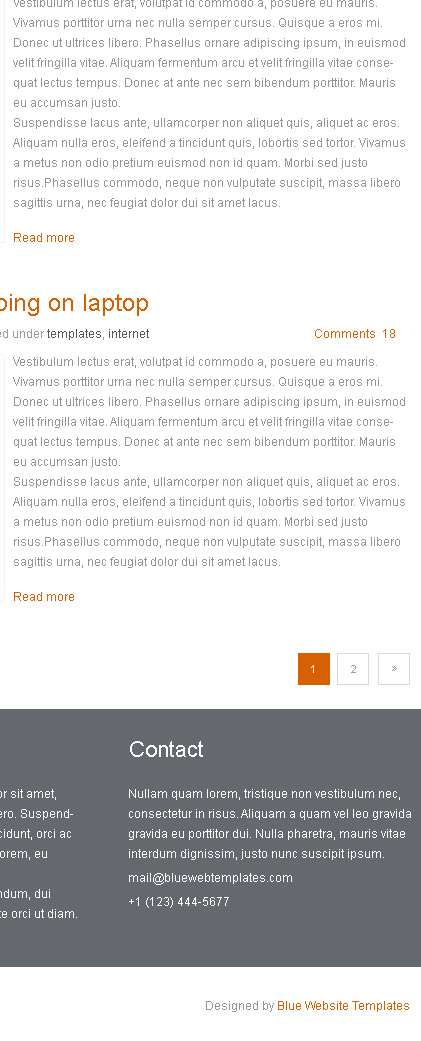 vestibulum lectus erat, volutpat id commodo a, posuere eu mauris.
Vivamus porttitor urna nec nulla semper cursus. Quisque a eros mi.
Donec ut ultrices libero. Phasellus ornare adipiscing ipsum, in euismod
velit fringilla vitae. Aliquam fermentum arcu et velit fringilla vitae conse-
quat lectus tempus. Donec at ante nec sem bibendum porttitor. Mauris
eu accumsan justo.
Suspendisse lacus ante, ullamcorper non aliquet quis, aliquet ac eros.
Aliquam nulla eros, eleifend a tincidunt quis, lobortis sed tortor. Vivamus
a metus non odio pretium euismod non id quam. Morbi sed justo
risus.Phasellus commodo, neque non vulputate suscipit, massa libero
sagittis urna, nec feugiat dolor dui sit amet lacus.
Read more
ping on laptop
ed under templates, internet
Comments 18
Vestibulum lectus erat, volutpat id commodo a, posuere eu mauris.
Vivamus porttitor urna nec nulla semper cursus. Quisque a eros mi.
Donec ut ultrices libero. Phasellus ornare adipiscing ipsum, in euismod
velit fringilla vitae. Aliquam fermentum arcu et velit fringilla vitae conse-
quat lectus tempus. Donec at ante nec sem bibendum porttitor. Mauris
eu accumsan justo.
Suspendisse lacus ante, ullamcorper non aliquet quis, aliquet ac eros.
Aliquam nulla eros, eleifend a tincidunt quis, lobortis sed tortor. Vivamus
a metus non odio pretium euismod non id quam. Morbi sed justo
risus.Phasellus commodo, neque non vulputate suscipit, massa libero
sagittis urna, nec feugiat dolor dui sit amet lacus.
Read more
1 2 »
or sit amet,
ero. Suspend-
cidunt, orci ac
orem, eu
ndum, dui
te orci ut diam.
Contact
Nullam quam lorem, tristique non vestibulum nec,
consectetur in risus. Aliquam a quam vel leo gravida
gravida eu porttitor dui. Nulla pharetra, mauris vitae
interdum dignissim, justo nunc suscipit ipsum.
mail@bluewebtemplates.com
+1 (123) 444-5677
Designed by Blue Website Templates